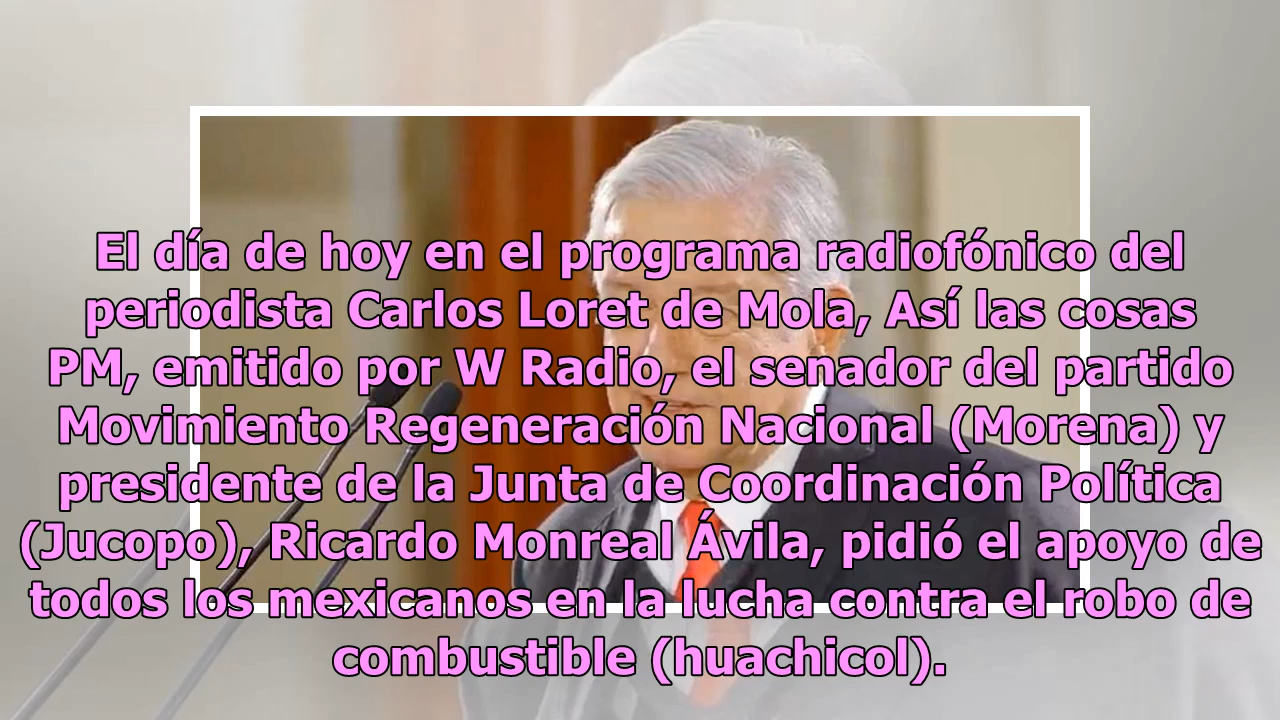 El día de hoy en el programa radiofónico del
periodista Carlos Loret de Mola, Así las cosas
PM, emitido por W Radio, el senador del partido
Movimiento Regeneración Nacional (Morena) y
presidente de la Junta de Coordinación Política
(Jucopo), Ricardo Monreal Ávila, pidió el apoyo de
todos los mexicanos en la lucha contra el robo de
combustible (huachicol).